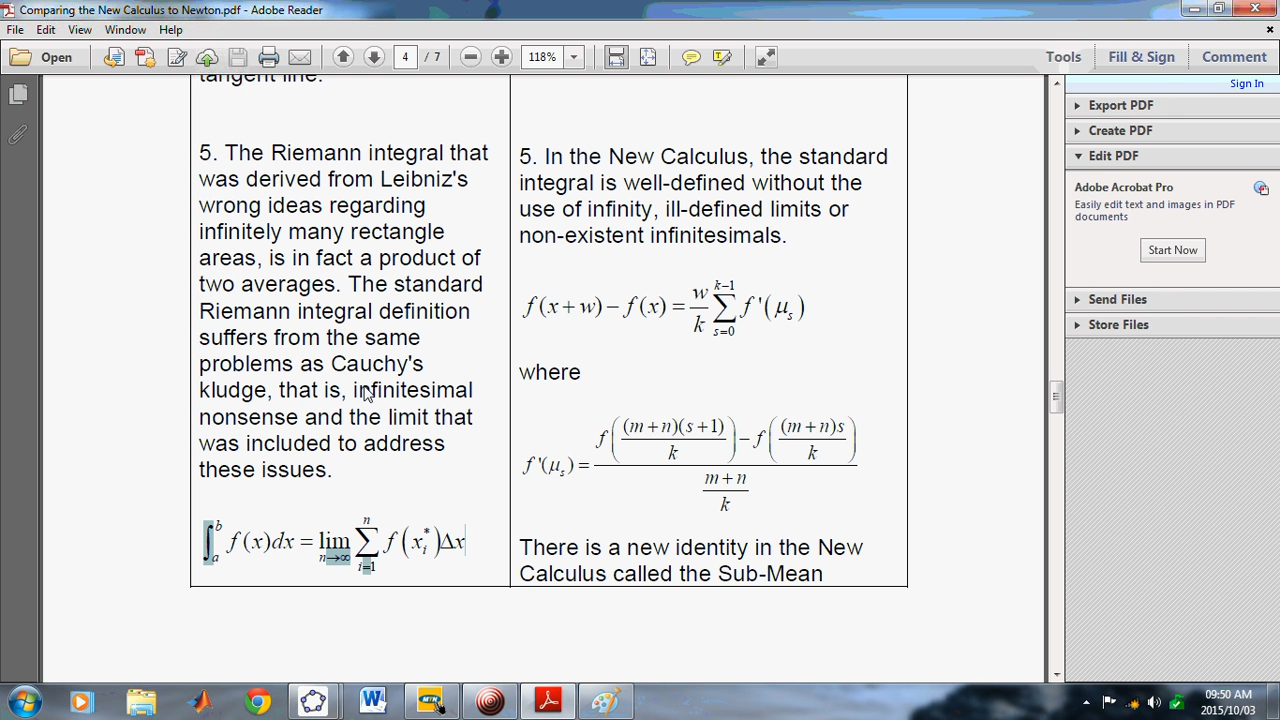 Comparing the New Calculus to Newton.pdf - Adobe Reader
File Edit View Window Help
Open 4 / 7 118% Tools Fill & Sign Comment
Sign In
Export PDF
Create PDF
Edit PDF
Adobe Acrobat Pro
Easily edit text and images in PDF
documents
Start Now
Send Files
Store Files
tangent line.
5. The Riemann integral that
was derived from Leibniz's
wrong ideas regarding
infinitely many rectangle
areas, is in fact a product of
two averages. The standard
Riemann integral definition
suffers from the same
problems as Cauchy's
kludge, that is, infinitesimal
nonsense and the limit that
was included to address
these issues.
∫_a^b f(x)dx = lim_{n→∞} ∑_{i=1}^n f(x_i^*)Δx
5. In the New Calculus, the standard
integral is well-defined without the
use of infinity, ill-defined limits or
non-existent infinitesimals.
f(x+w)−f(x) = w/k ∑_{s=0}^{k−1} f'(μ_s)
where
f'(μ_s) = (f((m+n)(s+1)/k) − f((m+n)s/k)) / ((m+n)/k)
There is a new identity in the New
Calculus called the Sub-Mean
MTN
09:50 AM
2015/10/03